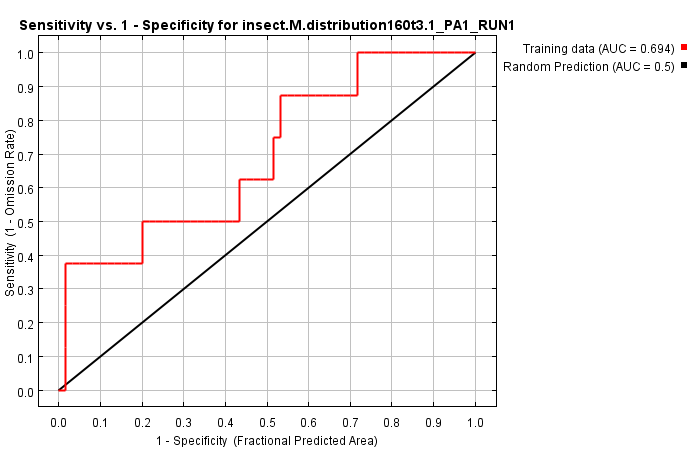 Sensitivity vs. 1 - Specificity for insect.M.distribution160t3.1_PA1_RUN1
Training data (AUC = 0.694)
Random Prediction (AUC = 0.5)
Sensitivity (1 - Omission Rate)
1.0
0.9
0.8
0.7
0.6
0.5
0.4
0.3
0.2
0.1
0.0
0.0 0.1 0.2 0.3 0.4 0.5 0.6 0.7 0.8 0.9 1.0
1 - Specificity (Fractional Predicted Area)